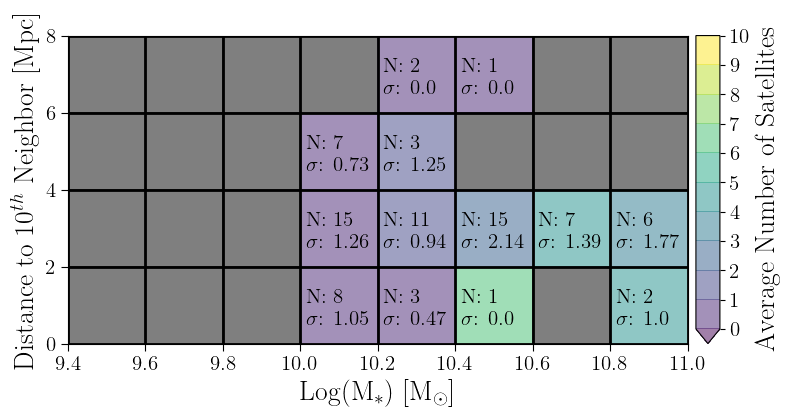 Distance to 10^{th} Neighbor [Mpc]
8
6
4
2
0
N: 2
σ: 0.0
N: 1
σ: 0.0
N: 7
σ: 0.73
N: 3
σ: 1.25
N: 15
σ: 1.26
N: 11
σ: 0.94
N: 15
σ: 2.14
N: 7
σ: 1.39
N: 6
σ: 1.77
N: 8
σ: 1.05
N: 3
σ: 0.47
N: 1
σ: 0.0
N: 2
σ: 1.0
9.4 9.6 9.8 10.0 10.2 10.4 10.6 10.8 11.0
Log(M_*) [M_⊙]
10
9
8
7
6
5
4
3
2
1
0
Average Number of Satellites